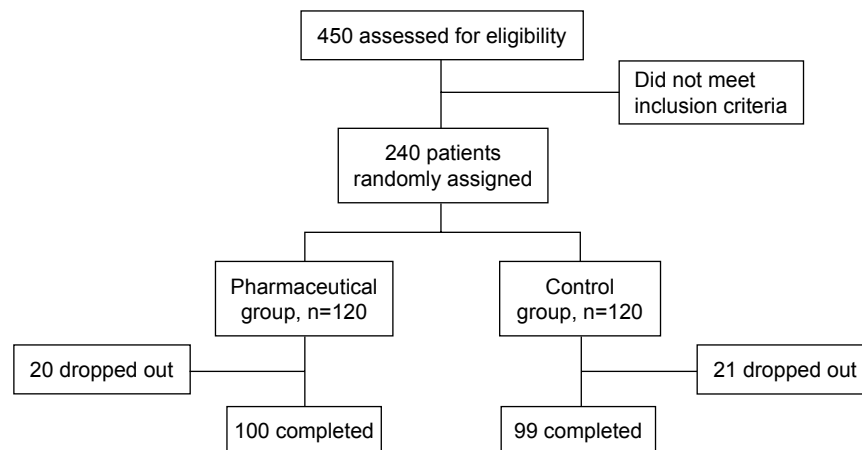 450 assessed for eligibility
Did not meet
inclusion criteria
240 patients
randomly assigned
Pharmaceutical
group, n=120
Control
group, n=120
20 dropped out
21 dropped out
100 completed
99 completed